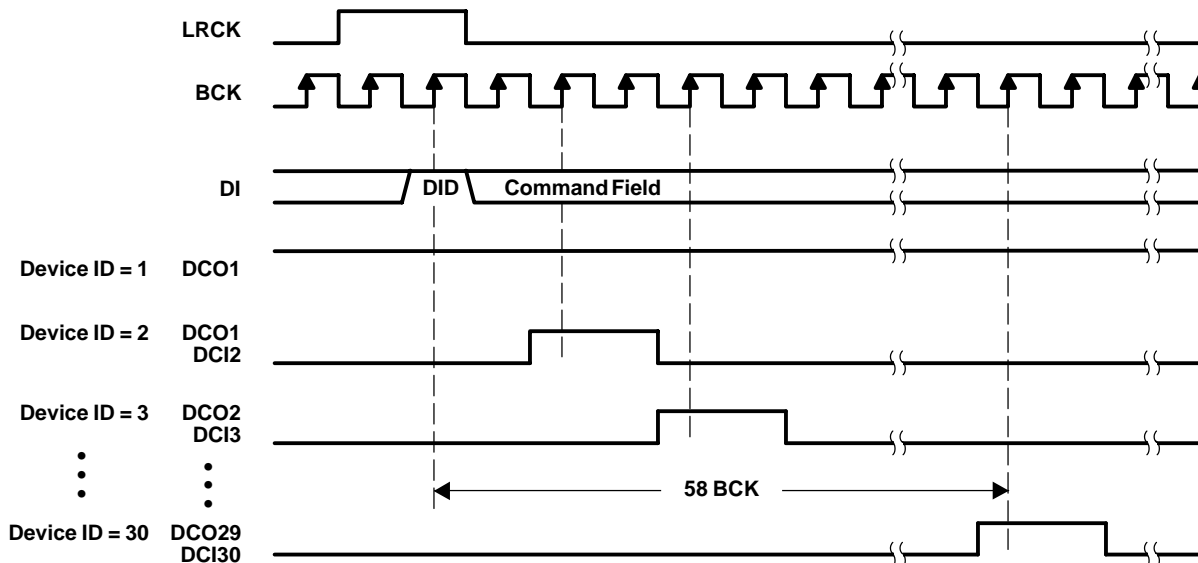 LRCK
BCK
DI DID Command Field
Device ID = 1 DCO1
Device ID = 2 DCO1
DCI2
Device ID = 3 DCO2
DCI3
58 BCK
Device ID = 30 DCO29
DCI30